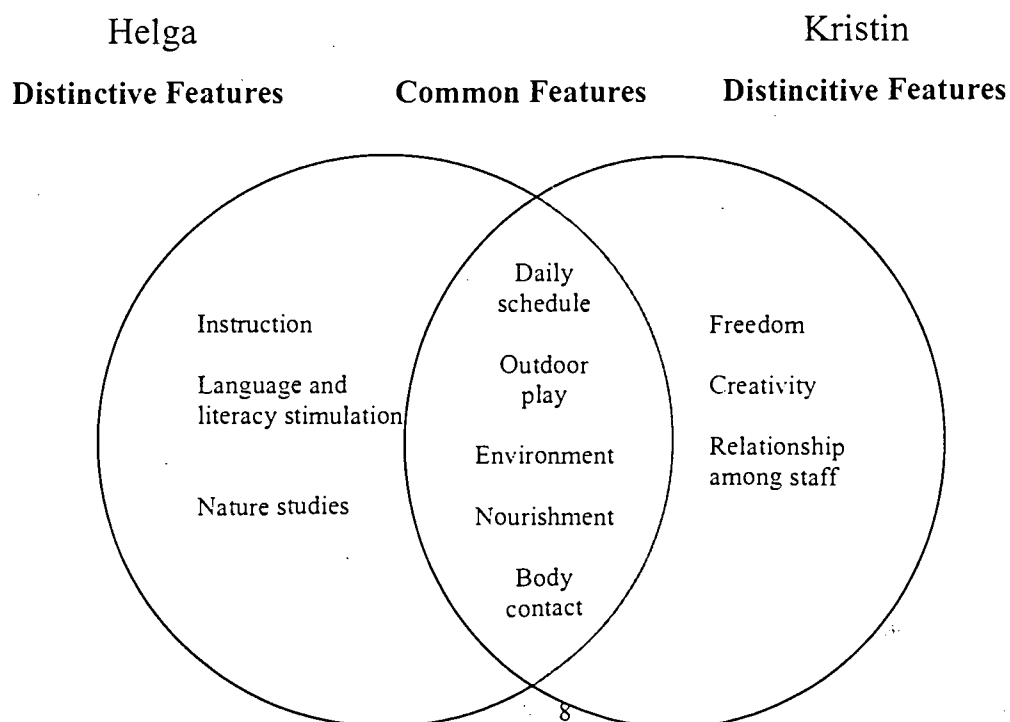 Helga
Kristin
Distinctive Features
Common Features
Distincitive Features
Instruction
Language and
literacy stimulation
Nature studies
Daily
schedule
Outdoor
play
Environment
Nourishment
Body
contact
Freedom
Creativity
Relationship
among staff
8